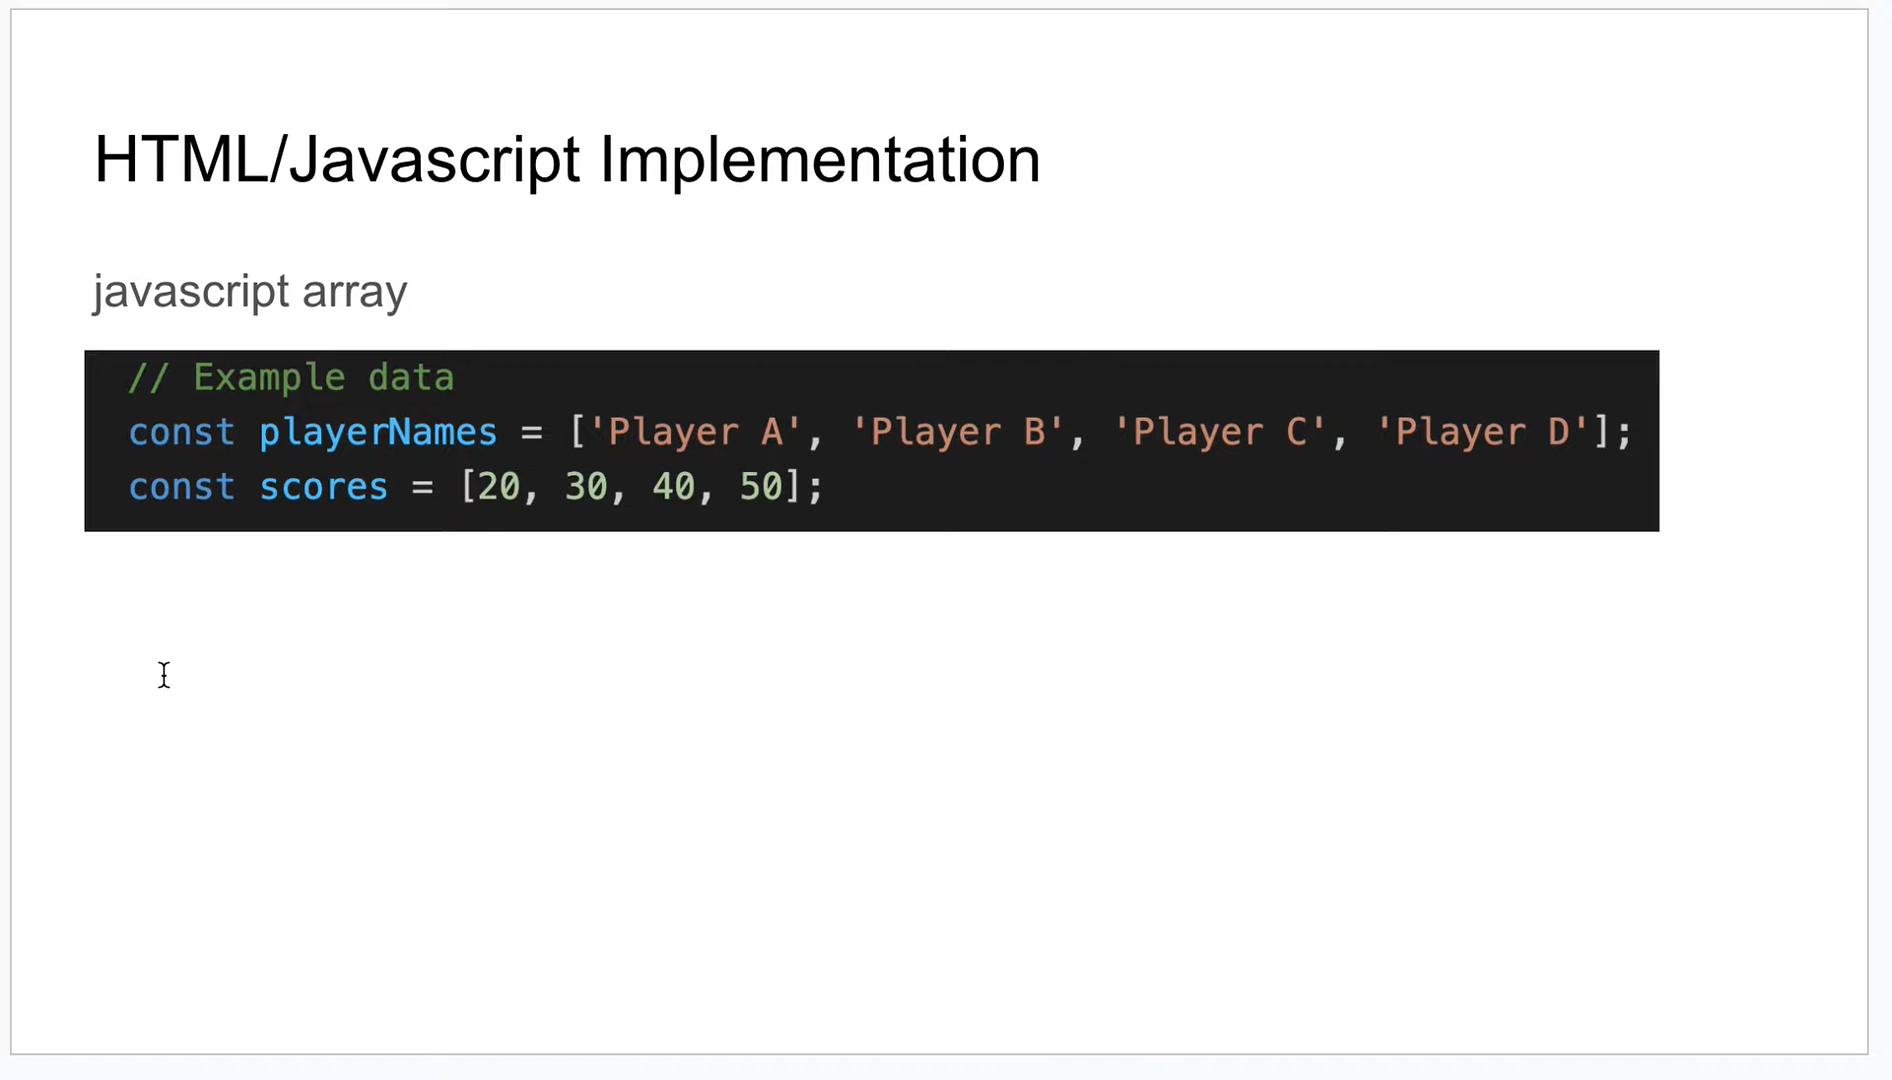 HTML/Javascript Implementation
javascript array
// Example data
const playerNames = ['Player A', 'Player B', 'Player C', 'Player D'];
const scores = [20, 30, 40, 50];